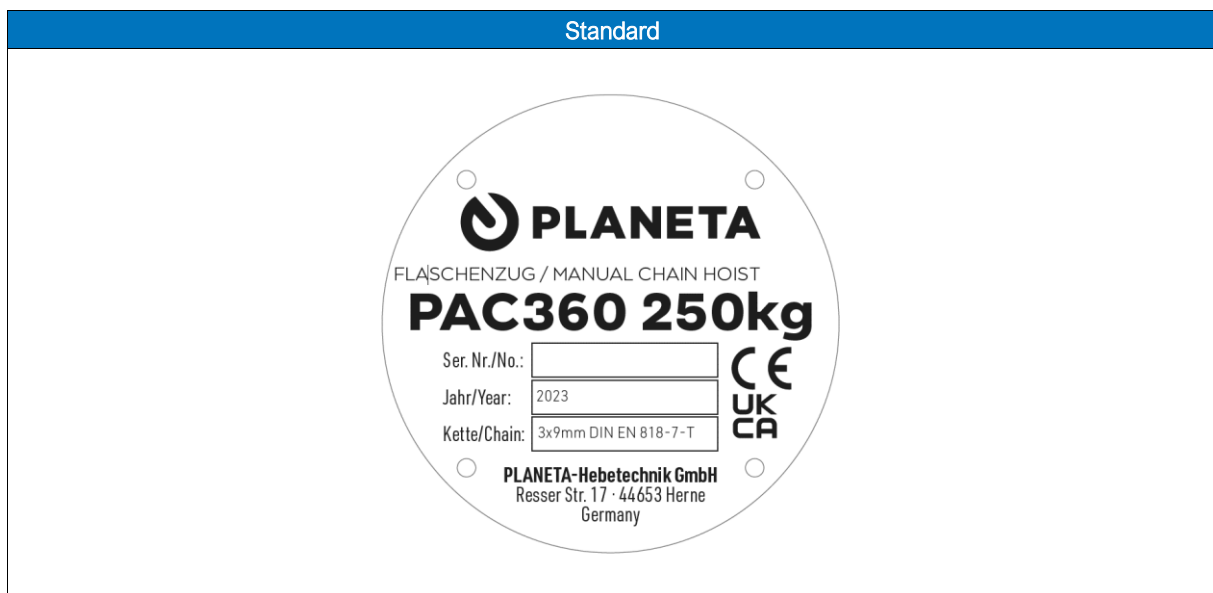 Standard
PLANETA
FLASCHENZUG / MANUAL CHAIN HOIST
PAC360 250kg
Ser. Nr./No.:
Jahr/Year: 2023
Kette/Chain: 3x9mm DIN EN 818-7-T
CE
UK
CA
PLANETA-Hebetechnik GmbH
Resser Str. 17 · 44653 Herne
Germany